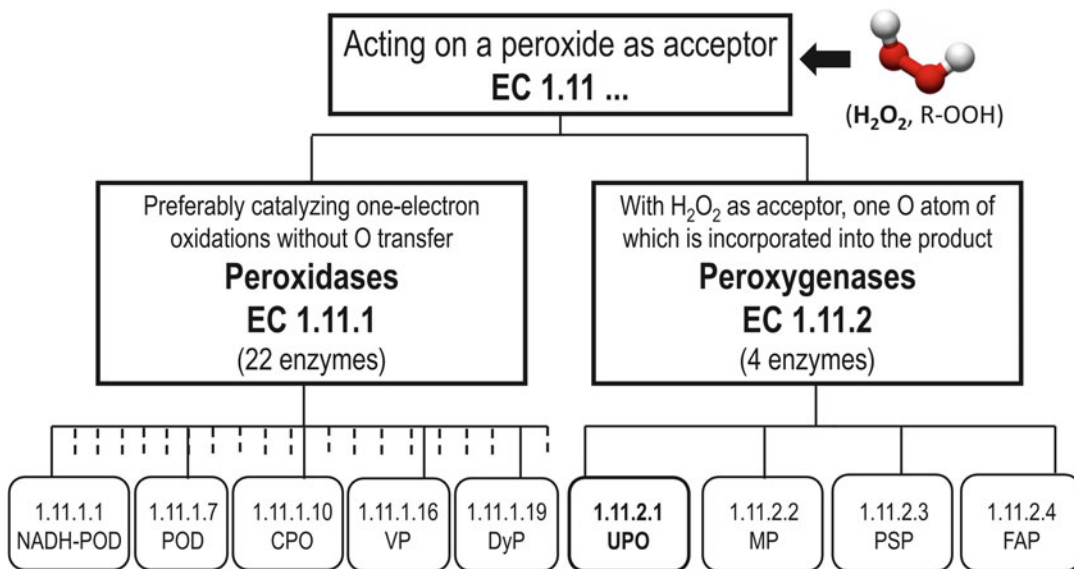 Acting on a peroxide as acceptor
EC 1.11 ...
(H₂O₂, R-OOH)
Preferably catalyzing one-electron
oxidations without O transfer
Peroxidases
EC 1.11.1
(22 enzymes)
With H₂O₂ as acceptor, one O atom of
which is incorporated into the product
Peroxygenases
EC 1.11.2
(4 enzymes)
1.11.1.1
NADH-POD
1.11.1.7
POD
1.11.1.10
CPO
1.11.1.16
VP
1.11.1.19
DyP
1.11.2.1
UPO
1.11.2.2
MP
1.11.2.3
PSP
1.11.2.4
FAP